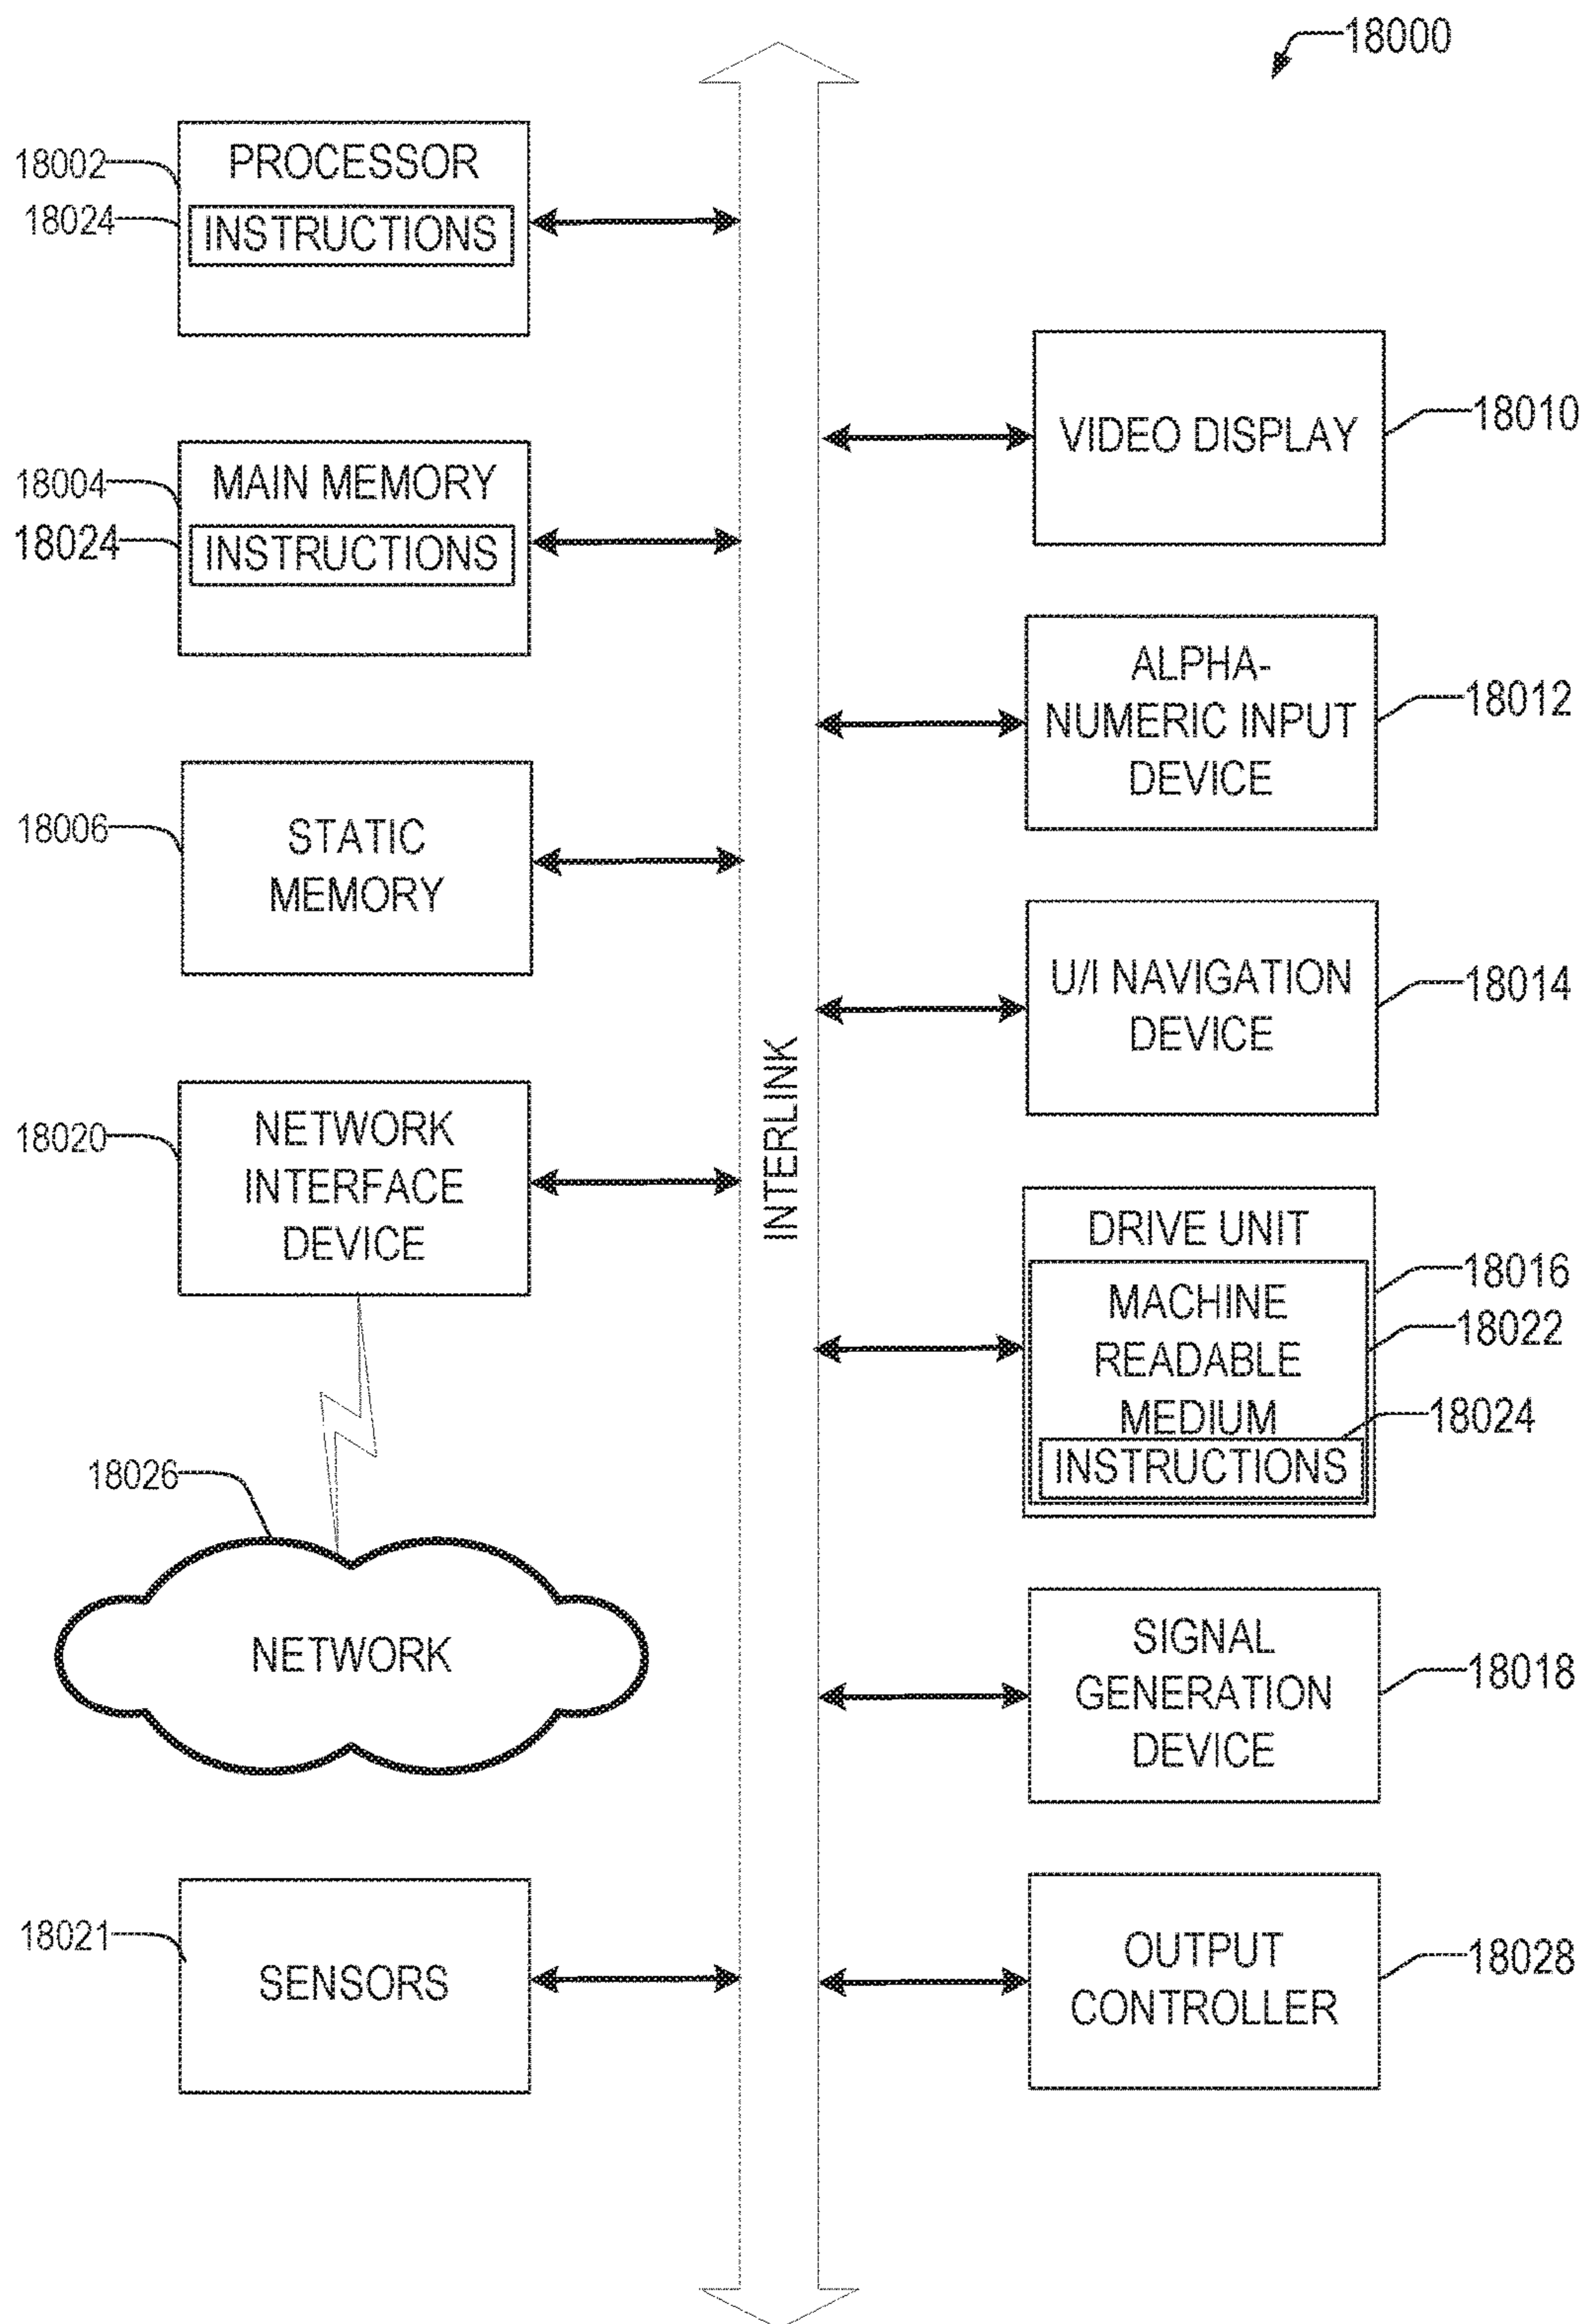 18000
18002
PROCESSOR
18024
INSTRUCTIONS
18004
MAIN MEMORY
18024
INSTRUCTIONS
18006
STATIC
MEMORY
18020
NETWORK
INTERFACE
DEVICE
18026
NETWORK
18021
SENSORS
INTERLINK
VIDEO DISPLAY
18010
ALPHA-
NUMERIC INPUT
DEVICE
18012
U/I NAVIGATION
DEVICE
18014
DRIVE UNIT
18016
MACHINE
READABLE
MEDIUM
18022
18024
INSTRUCTIONS
SIGNAL
GENERATION
DEVICE
18018
OUTPUT
CONTROLLER
18028